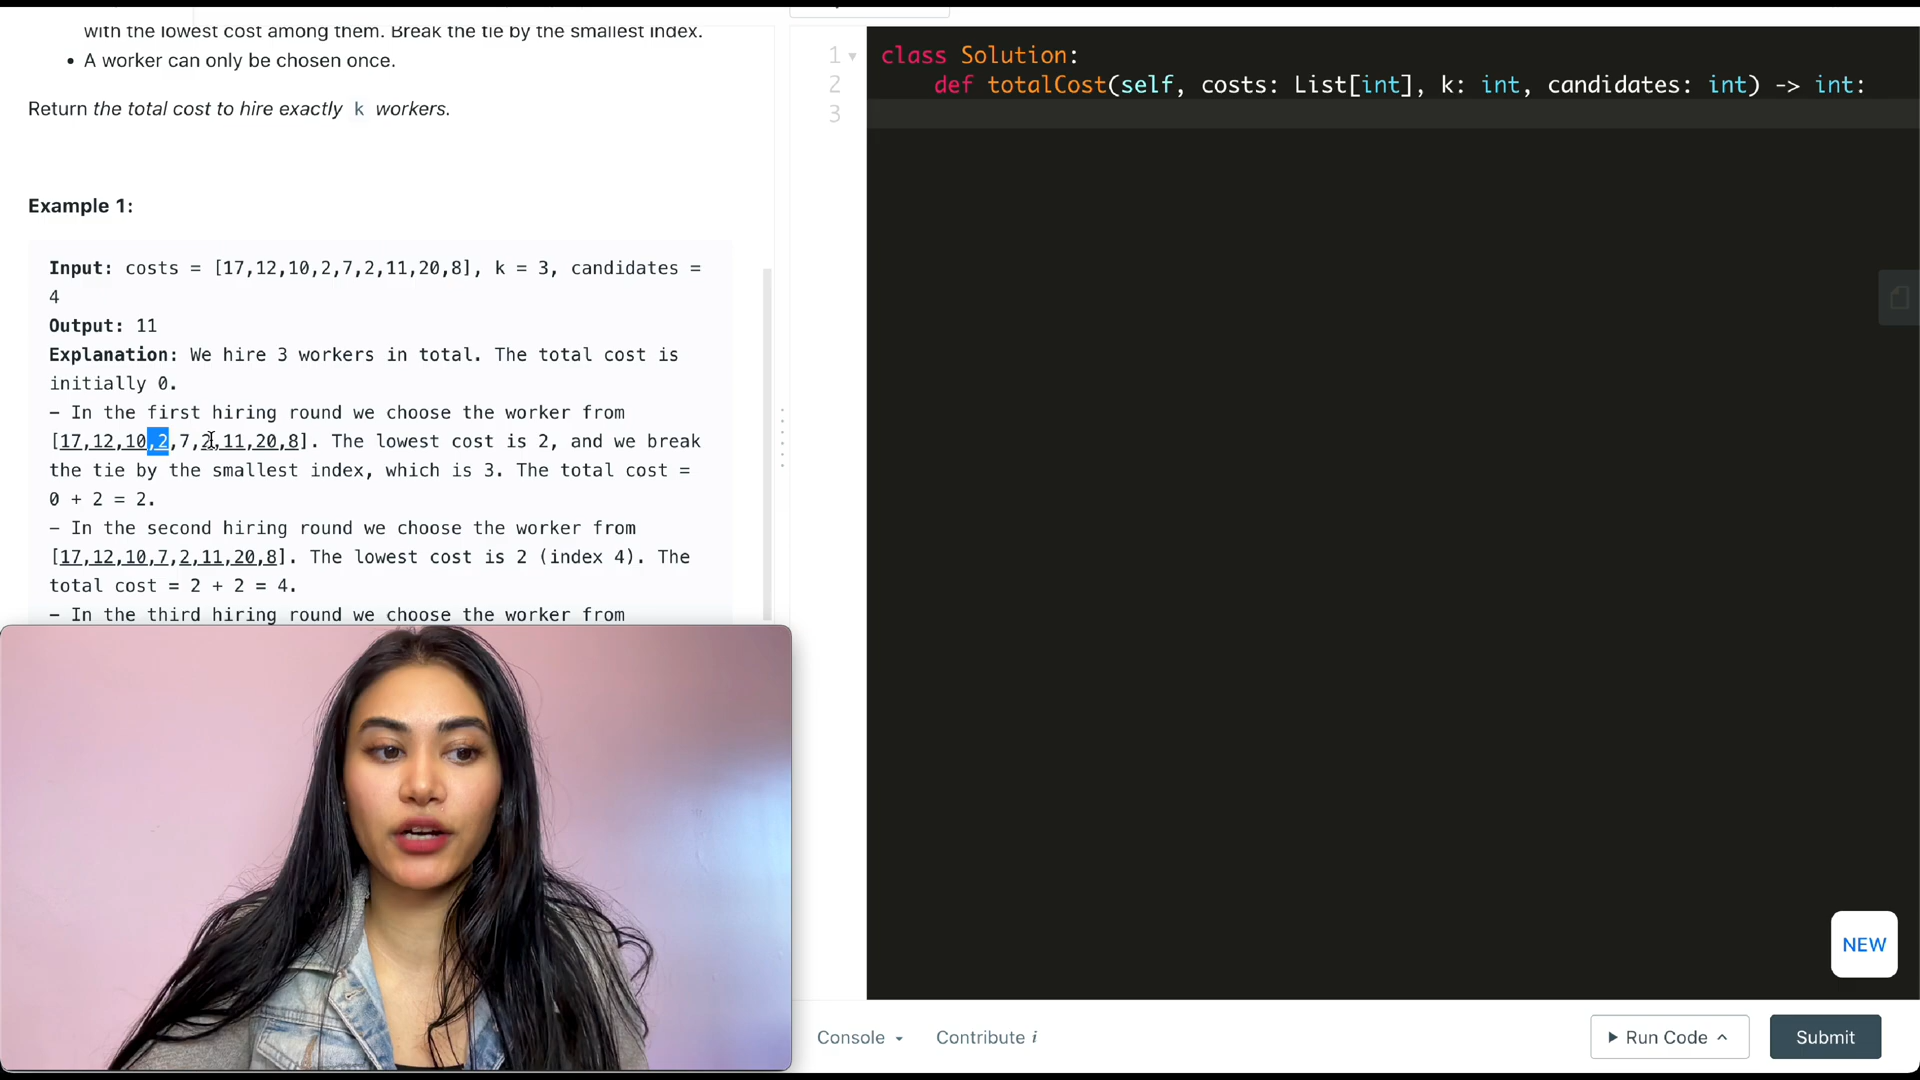 with the lowest cost among them. Break the tie by the smallest index.
• A worker can only be chosen once.
Return the total cost to hire exactly k workers.
Example 1:
Input: costs = [17,12,10,2,7,2,11,20,8], k = 3, candidates =
4
Output: 11
Explanation: We hire 3 workers in total. The total cost is
initially 0.
- In the first hiring round we choose the worker from
[17,12,10,2,7,2,11,20,8]. The lowest cost is 2, and we break
the tie by the smallest index, which is 3. The total cost =
0 + 2 = 2.
- In the second hiring round we choose the worker from
[17,12,10,7,2,11,20,8]. The lowest cost is 2 (index 4). The
total cost = 2 + 2 = 4.
- In the third hiring round we choose the worker from
1 class Solution:
2 def totalCost(self, costs: List[int], k: int, candidates: int) -> int:
3
NEW
Console
Contribute i
Run Code
Submit